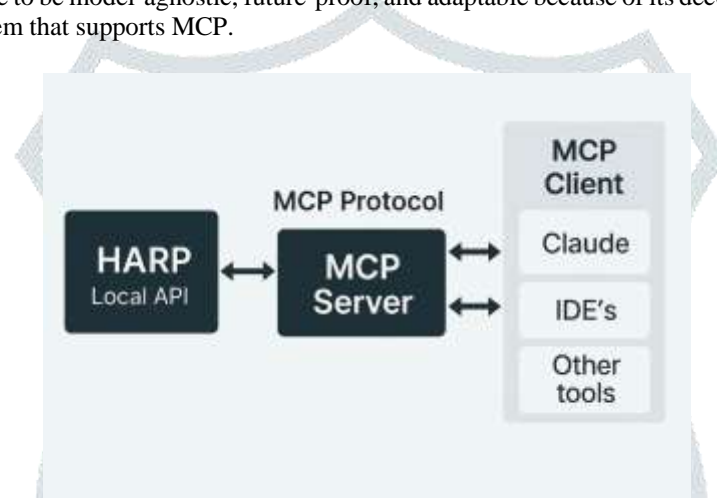 to be model-agnostic, future-proof, and adaptable because of its
em that supports MCP.
MCP Protocol
HARP
Local API
MCP
Server
MCP
Client
Claude
IDE's
Other
tools